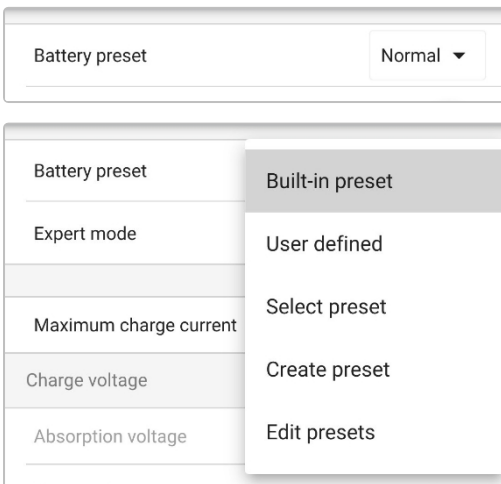 Battery preset Normal
Battery preset
Built-in preset
Expert mode
User defined
Select preset
Maximum charge current
Create preset
Charge voltage
Edit presets
Absorption voltage